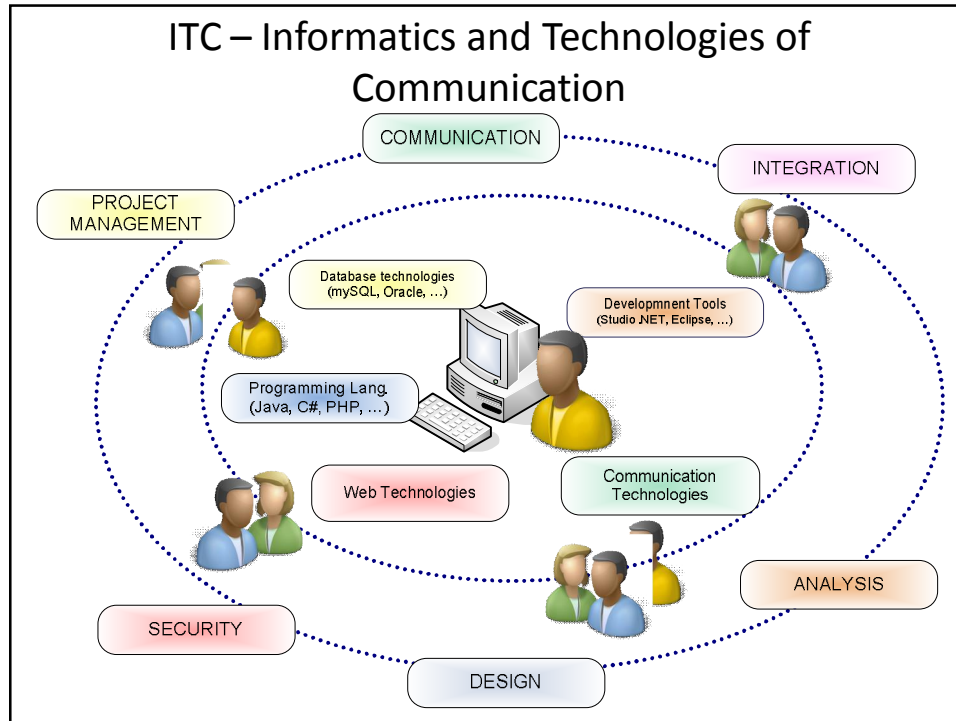 ITC – Informatics and Technologies of
Communication
COMMUNICATION
INTEGRATION
PROJECT
MANAGEMENT
Database technologies
(mySQL, Oracle, ...)
Developmnent Tools
(Studio .NET, Eclipse, ...)
Programming Lang.
(Java, C#, PHP, ...)
Web Technologies
Communication
Technologies
ANALYSIS
SECURITY
DESIGN